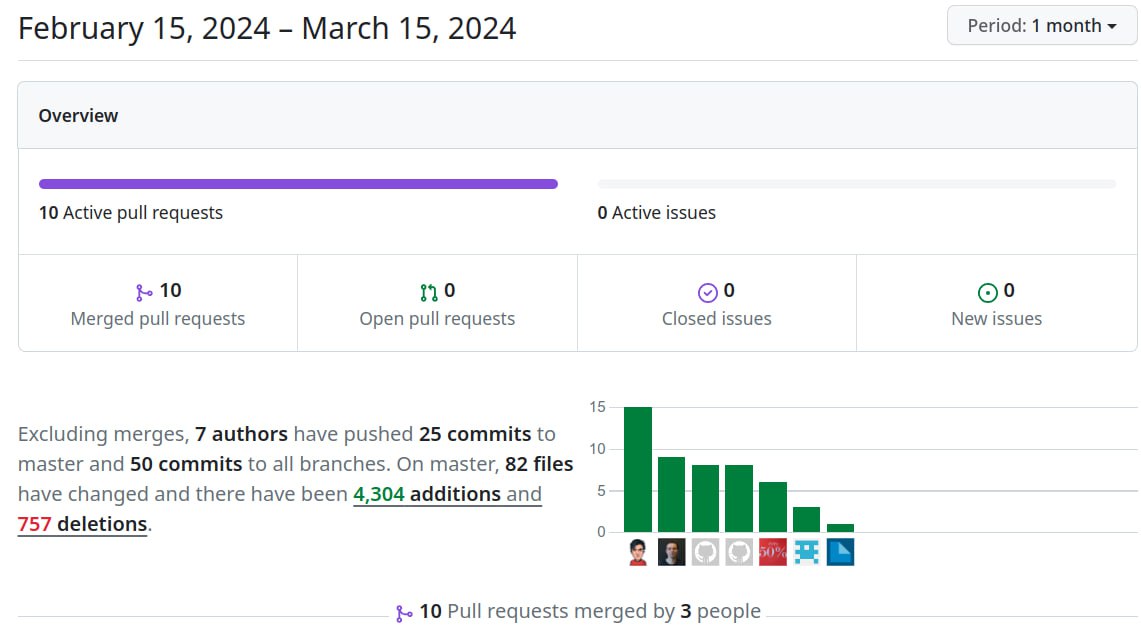 February 15, 2024 – March 15, 2024
Period: 1 month
Overview
10 Active pull requests
0 Active issues
10
Merged pull requests
0
Open pull requests
0
Closed issues
0
New issues
Excluding merges, 7 authors have pushed 25 commits to
master and 50 commits to all branches. On master, 82 files
have changed and there have been 4,304 additions and
757 deletions.
15
10
5
0
50%
10 Pull requests merged by 3 people